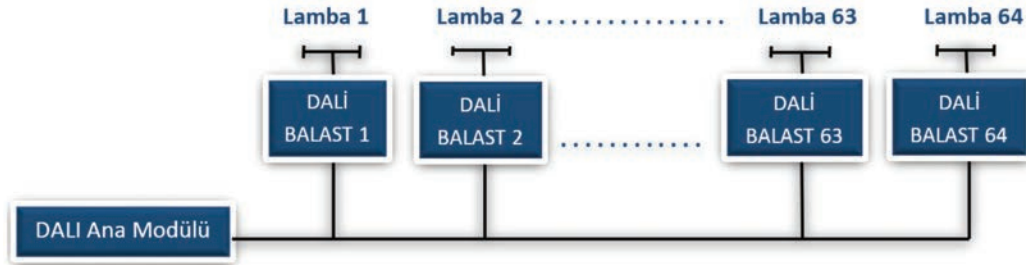 Lamba 1 Lamba 2 ................ Lamba 63 Lamba 64
DALİ
BALAST 1
DALİ
BALAST 2
............
DALİ
BALAST 63
DALİ
BALAST 64
DALI Ana Modülü